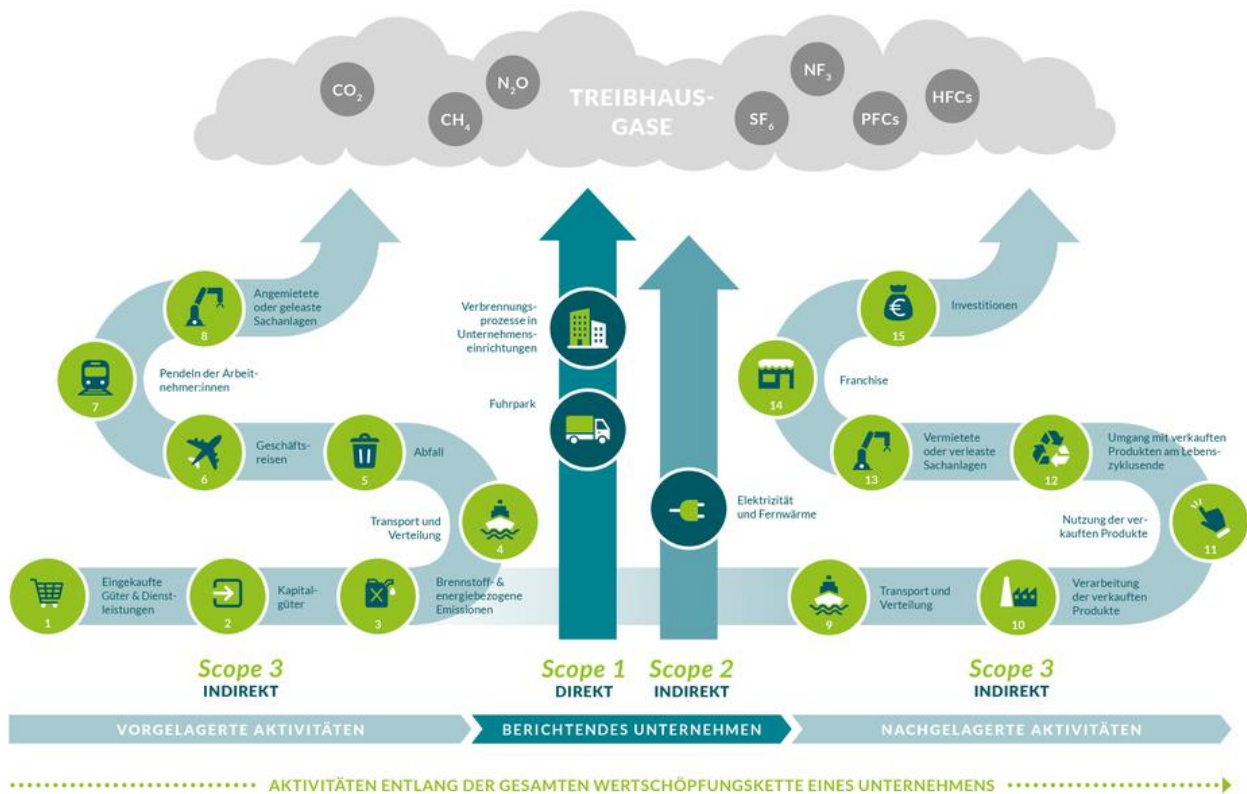 CO₂
CH₄
N₂O
TREIBHAUS-
GASE
SF₆
NF₃
PFCs
HFCs
8
Angemietete
oder geleaste
Sachanlagen
7
Pendeln der Arbeit-
nehmer:innen
6
Geschäfts-
reisen
5
Abfall
4
Transport und
Verteilung
1
Eingekaufte
Güter & Dienst-
leistungen
2
Kapital-
güter
3
Brennstoff- &
energiebezogene
Emissionen
Verbrennungs-
prozesse in
Unternehmens-
einrichtungen
Fuhrpark
Elektrizität
und Fernwärme
15
Investitionen
14
Franchise
13
Vermietete
oder verleaste
Sachanlagen
12
Umgang mit verkauften
Produkten am Lebens-
zyklusende
11
Nutzung der ver-
kauften Produkte
9
Transport und
Verteilung
10
Verarbeitung
der verkauften
Produkte
Scope 3
INDIREKT
Scope 1
DIREKT
Scope 2
INDIREKT
Scope 3
INDIREKT
VORGELAGERTE AKTIVITÄTEN
BERICHTENDES UNTERNEHMEN
NACHGELAGERTE AKTIVITÄTEN
AKTIVITÄTEN ENTLANG DER GESAMTEN WERTSCHÖPFUNGSKETTE EINES UNTERNEHMENS